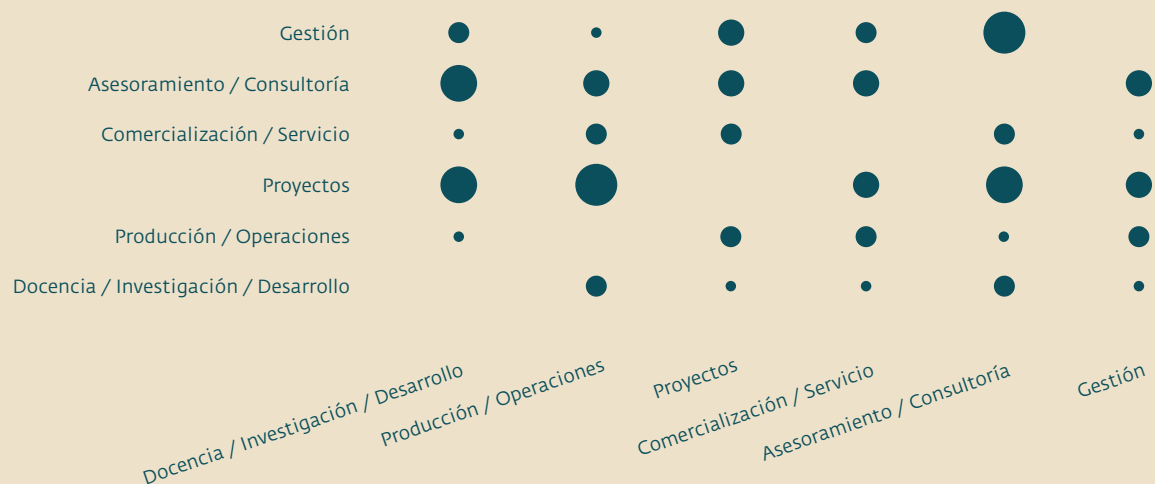 Gestión
Asesoramiento / Consultoría
Comercialización / Servicio
Proyectos
Producción / Operaciones
Docencia / Investigación / Desarrollo
Docencia / Investigación / Desarrollo
Producción / Operaciones
Proyectos
Comercialización / Servicio
Asesoramiento / Consultoría
Gestión